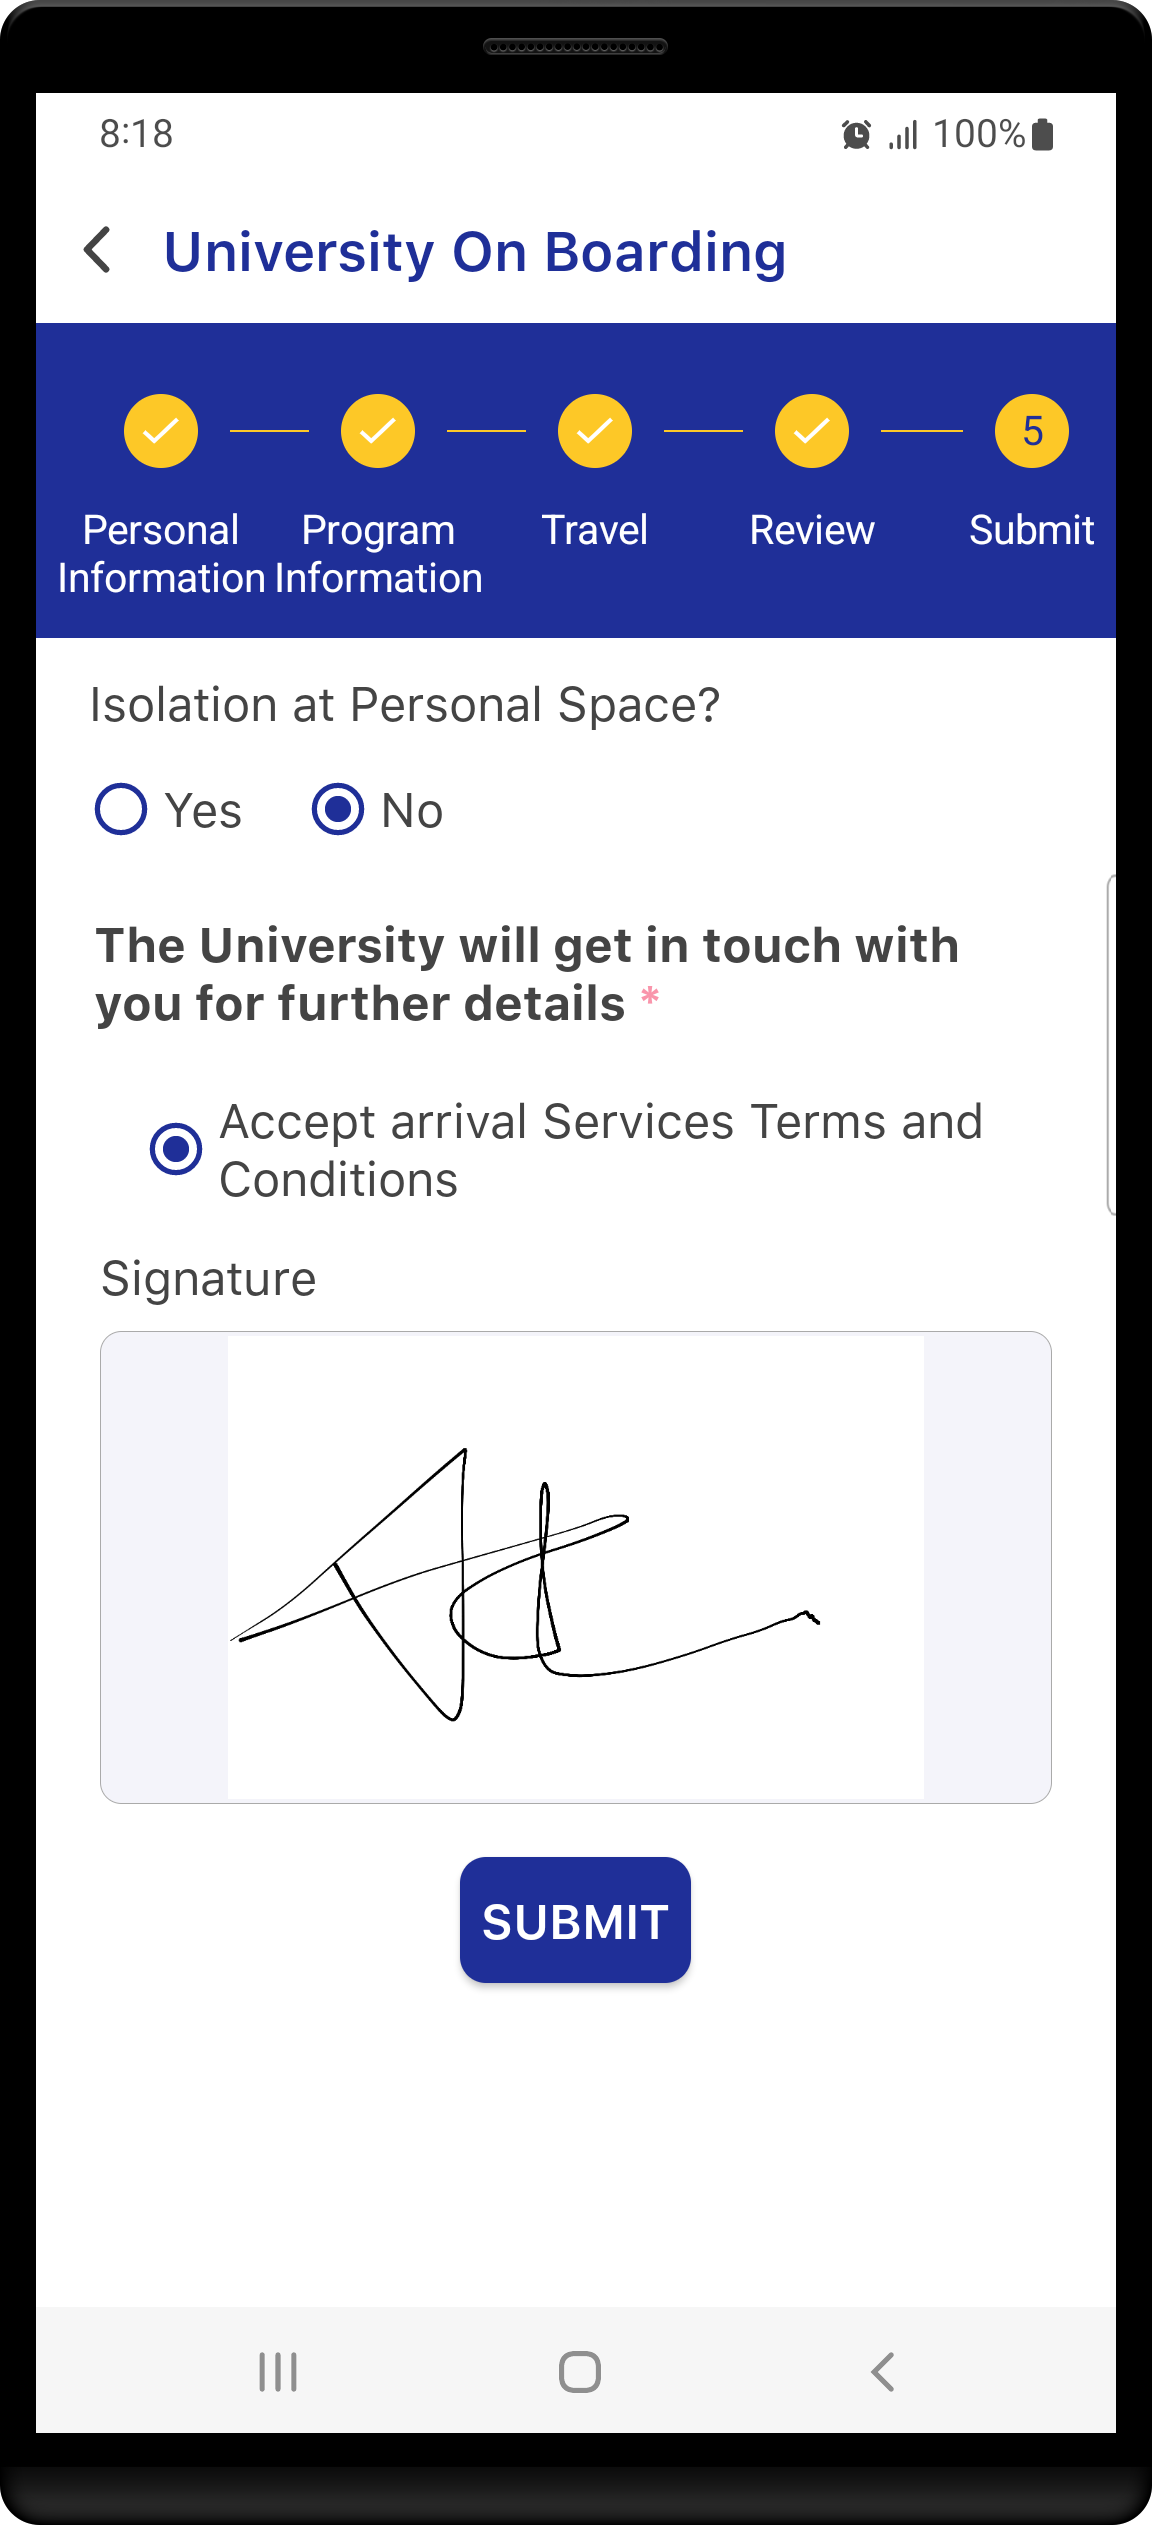 8:18 100%
University On Boarding
5
Personal Program Travel Review Submit
Information Information
Isolation at Personal Space?
Yes No
The University will get in touch with
you for further details *
Accept arrival Services Terms and
Conditions
Signature
SUBMIT